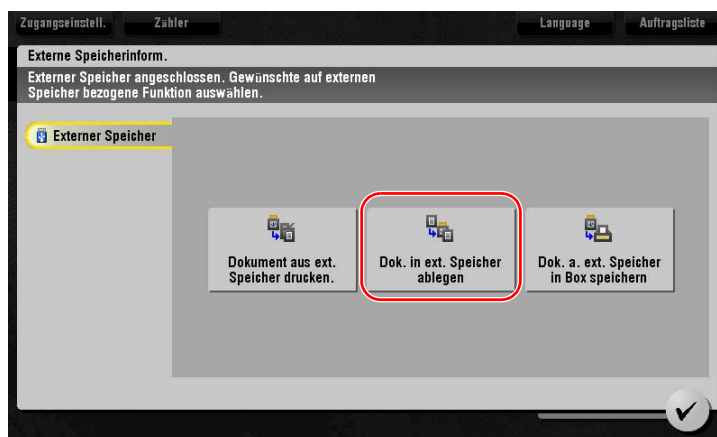 Zugangseinstell. Zähler Language Auftragsliste
Externe Speicherinform.
Externer Speicher angeschlossen. Gewünschte auf externen
Speicher bezogene Funktion auswählen.
Externer Speicher
Dokument aus ext.
Speicher drucken.
Dok. in ext. Speicher
ablegen
Dok. a. ext. Speicher
in Box speichern